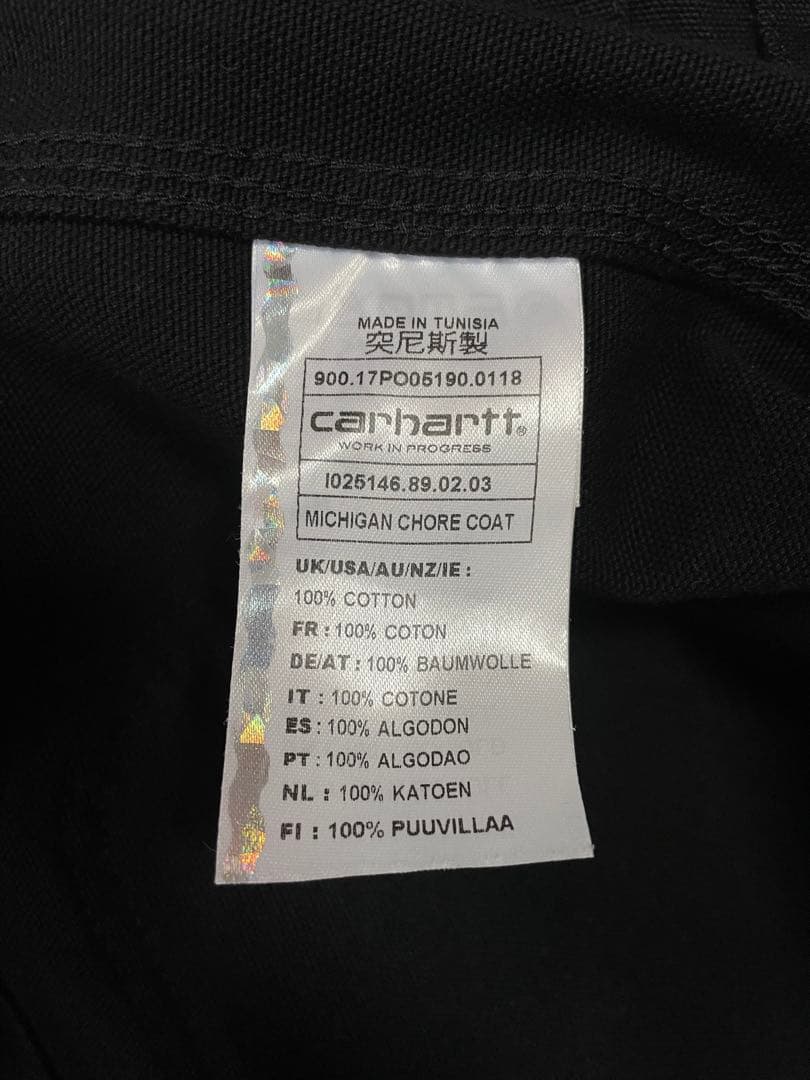 MADE IN TUNISIA
突尼斯製
900.17PO05190.0118
carhartt®
WORK IN PROGRESS
I025146.89.02.03
MICHIGAN CHORE COAT
UK/USA/AU/NZ/IE :
100% COTTON
FR : 100% COTON
DE/AT : 100% BAUMWOLLE
IT : 100% COTONE
ES : 100% ALGODON
PT : 100% ALGODAO
NL : 100% KATOEN
FI : 100% PUUVILLAA